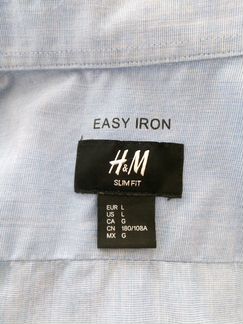 EASY IRON
H&M
SLIM FIT
EUR L
US L
CA G
CN 180/108A
MX G